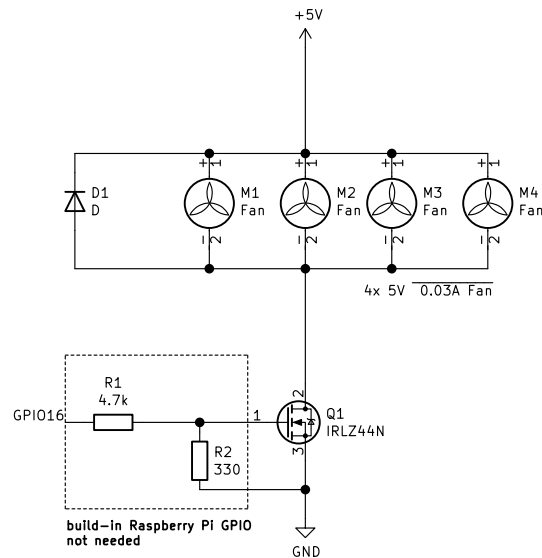 +5V
+ 1
+ 1
+ 1
+ 1
D1
D
M1
Fan
M2
Fan
M3
Fan
M4
Fan
− 2
− 2
− 2
− 2
4x 5V 0.03A Fan
R1
4.7k
GPIO16
1
2
Q1
IRLZ44N
3
R2
330
build-in Raspberry Pi GPIO
not needed
GND